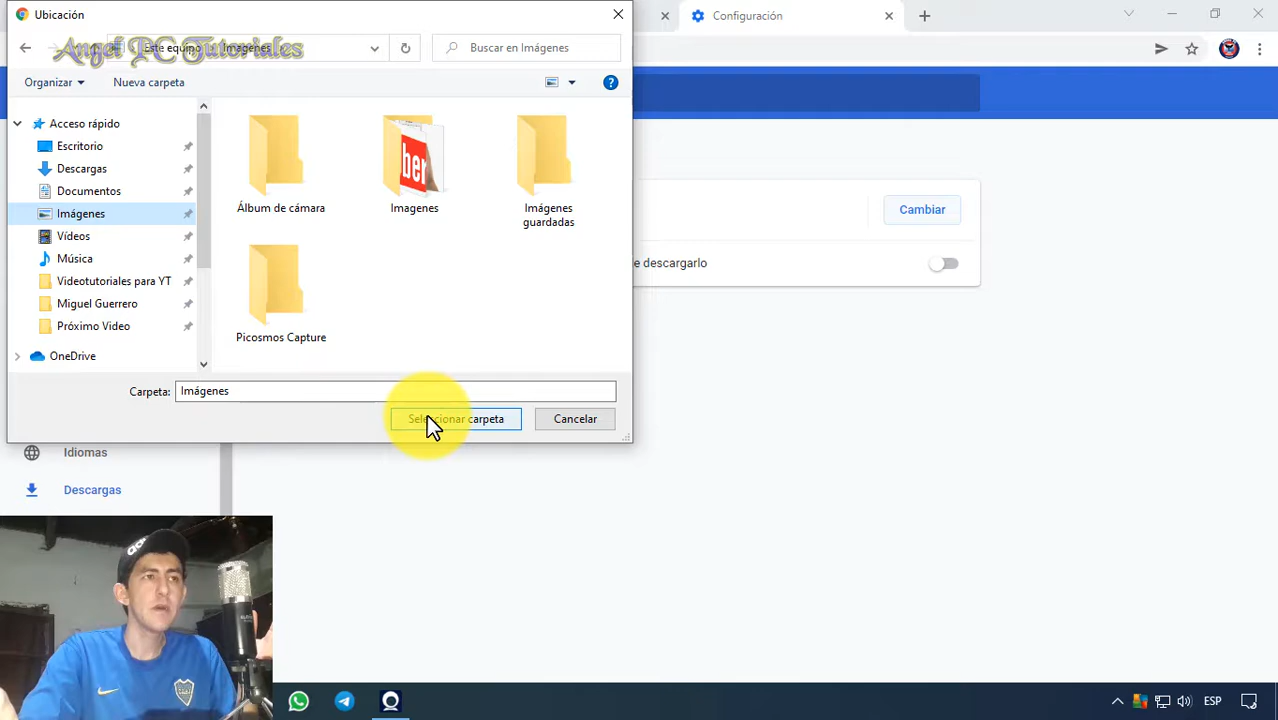 Ubicación
Configuración
Este equipo
Imágenes
Angel PC Tutoriales
Buscar en Imágenes
Organizar
Nueva carpeta
Acceso rápido
Escritorio
Descargas
Documentos
Imágenes
Vídeos
Música
Videotutoriales para YT
Miguel Guerrero
Próximo Video
OneDrive
Álbum de cámara
ber
Imagenes
Imágenes
guardadas
Picosmos Capture
Cambiar
e descargarlo
Carpeta:
Imágenes
Seleccionar carpeta
Cancelar
Idiomas
Descargas
ESP